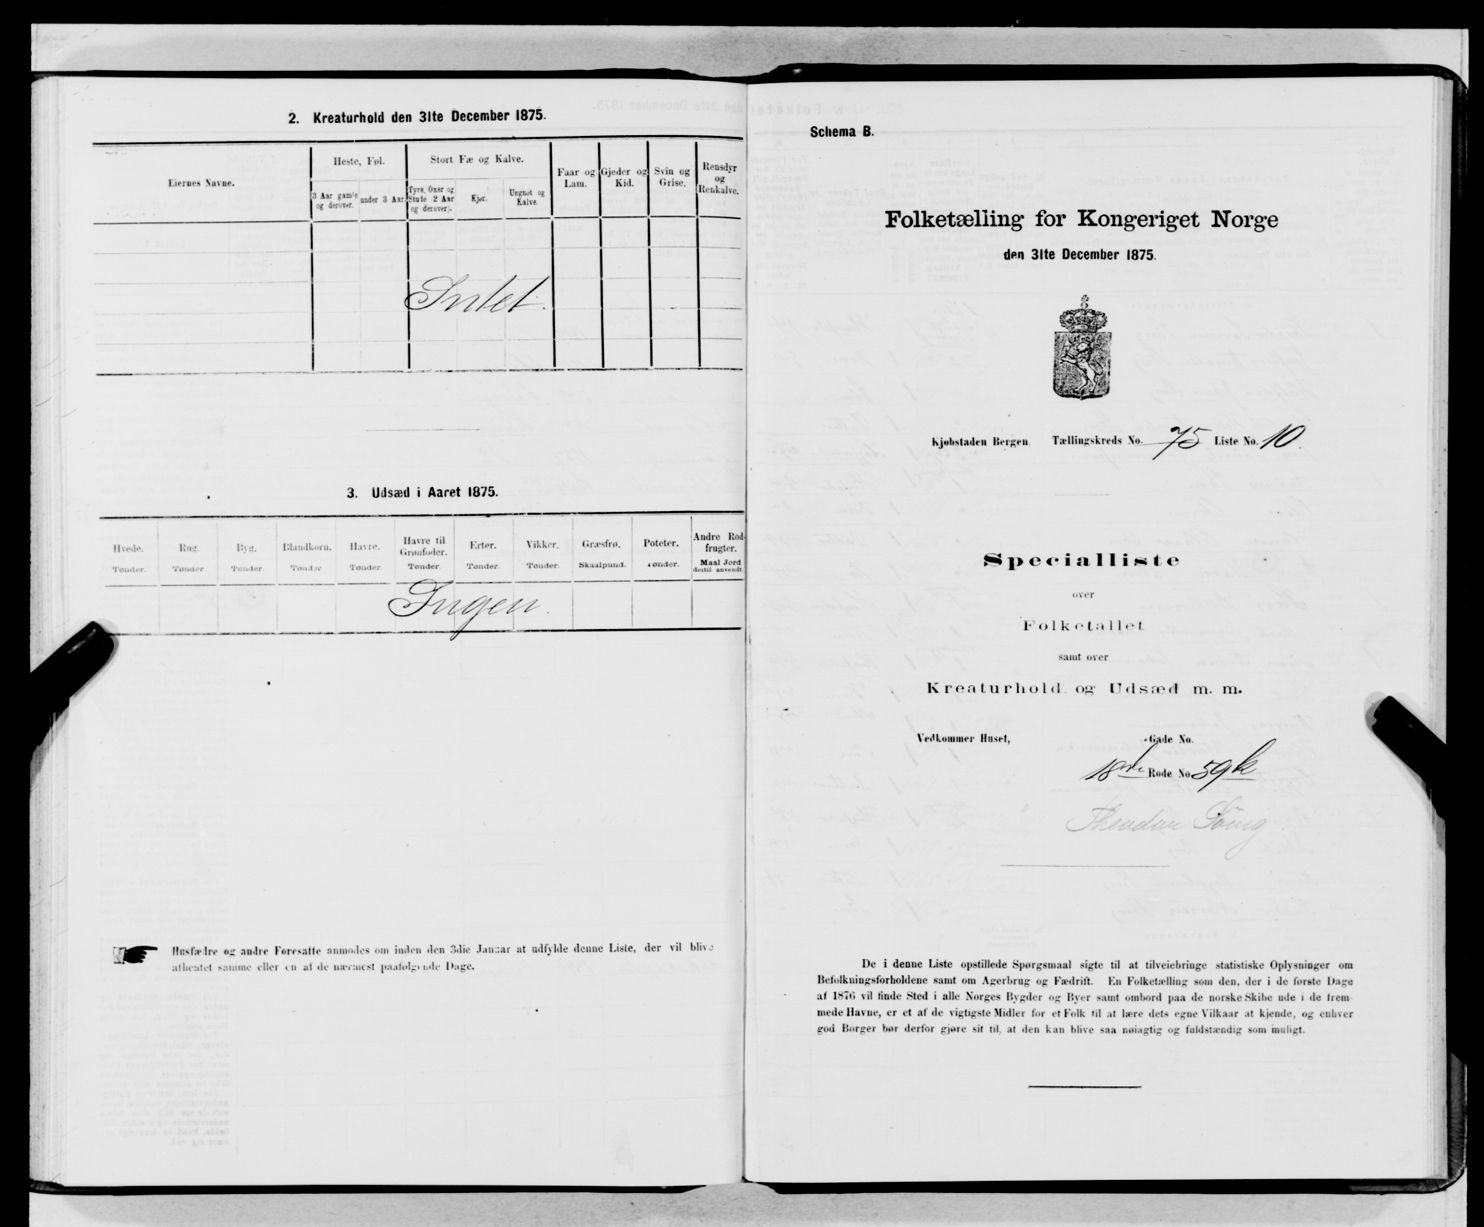 2. Kreaturhold den 31te December 1875.
Eiernes Navne.
Heste, Føl.
3 Aar gamle og derover.
under 3 Aar.
Stort Fæ og Kalve.
Tyre, Oxer og Stude 2 Aar og derover.
Kjør.
Ungnøt og Kalve.
Faar og Lam.
Gjeder og Kid.
Svin og Grise.
Rensdyr og Renkalve.
Intet.
3. Udsæd i Aaret 1875.
Hvede. Rug. Byg. Blandkorn. Havre. Havre til Grønfoder. Erter. Vikker. Græsfrø. Poteter. Andre Rodfrugter.
Tønder. Tønder Tønder. Tønder Tønder. Tønder. Tønder. Tønder. Skaalpund. Tønder. Maal Jord dertil anvendt.
Ingen.
Husfædre og andre Foresatte anmodes om inden den 3die Januar at udfylde denne Liste, der vil blive
afhentet samme eller en af de nærmest paafølgende Dage.
Schema B.
Folketælling for Kongeriget Norge
den 31te December 1875.
Kjøbstaden Bergen. Tællingskreds No. 75 Liste No. 10.
Specialliste
over
Folketallet
samt over
Kreaturhold og Udsæd m. m.
Vedkommer Huset, Gade No.
18de Rode No. 59k
Theodor
De i denne Liste opstillede Spørgsmaal sigte til at tilveiebringe statistiske Oplysninger om
Befolkningsforholdene samt om Agerbrug og Fædrift. En Folketælling som den, der i de første Dage
af 1876 vil finde Sted i alle Norges Bygder og Byer samt ombord paa de norske Skibe ude i de frem-
mede Havne, er et af de vigtigste Midler for et Folk til at lære dets egne Vilkaar at kjende, og enhver
god Borger bør derfor gjøre sit til, at den kan blive saa nøiagtig og fuldstændig som muligt.